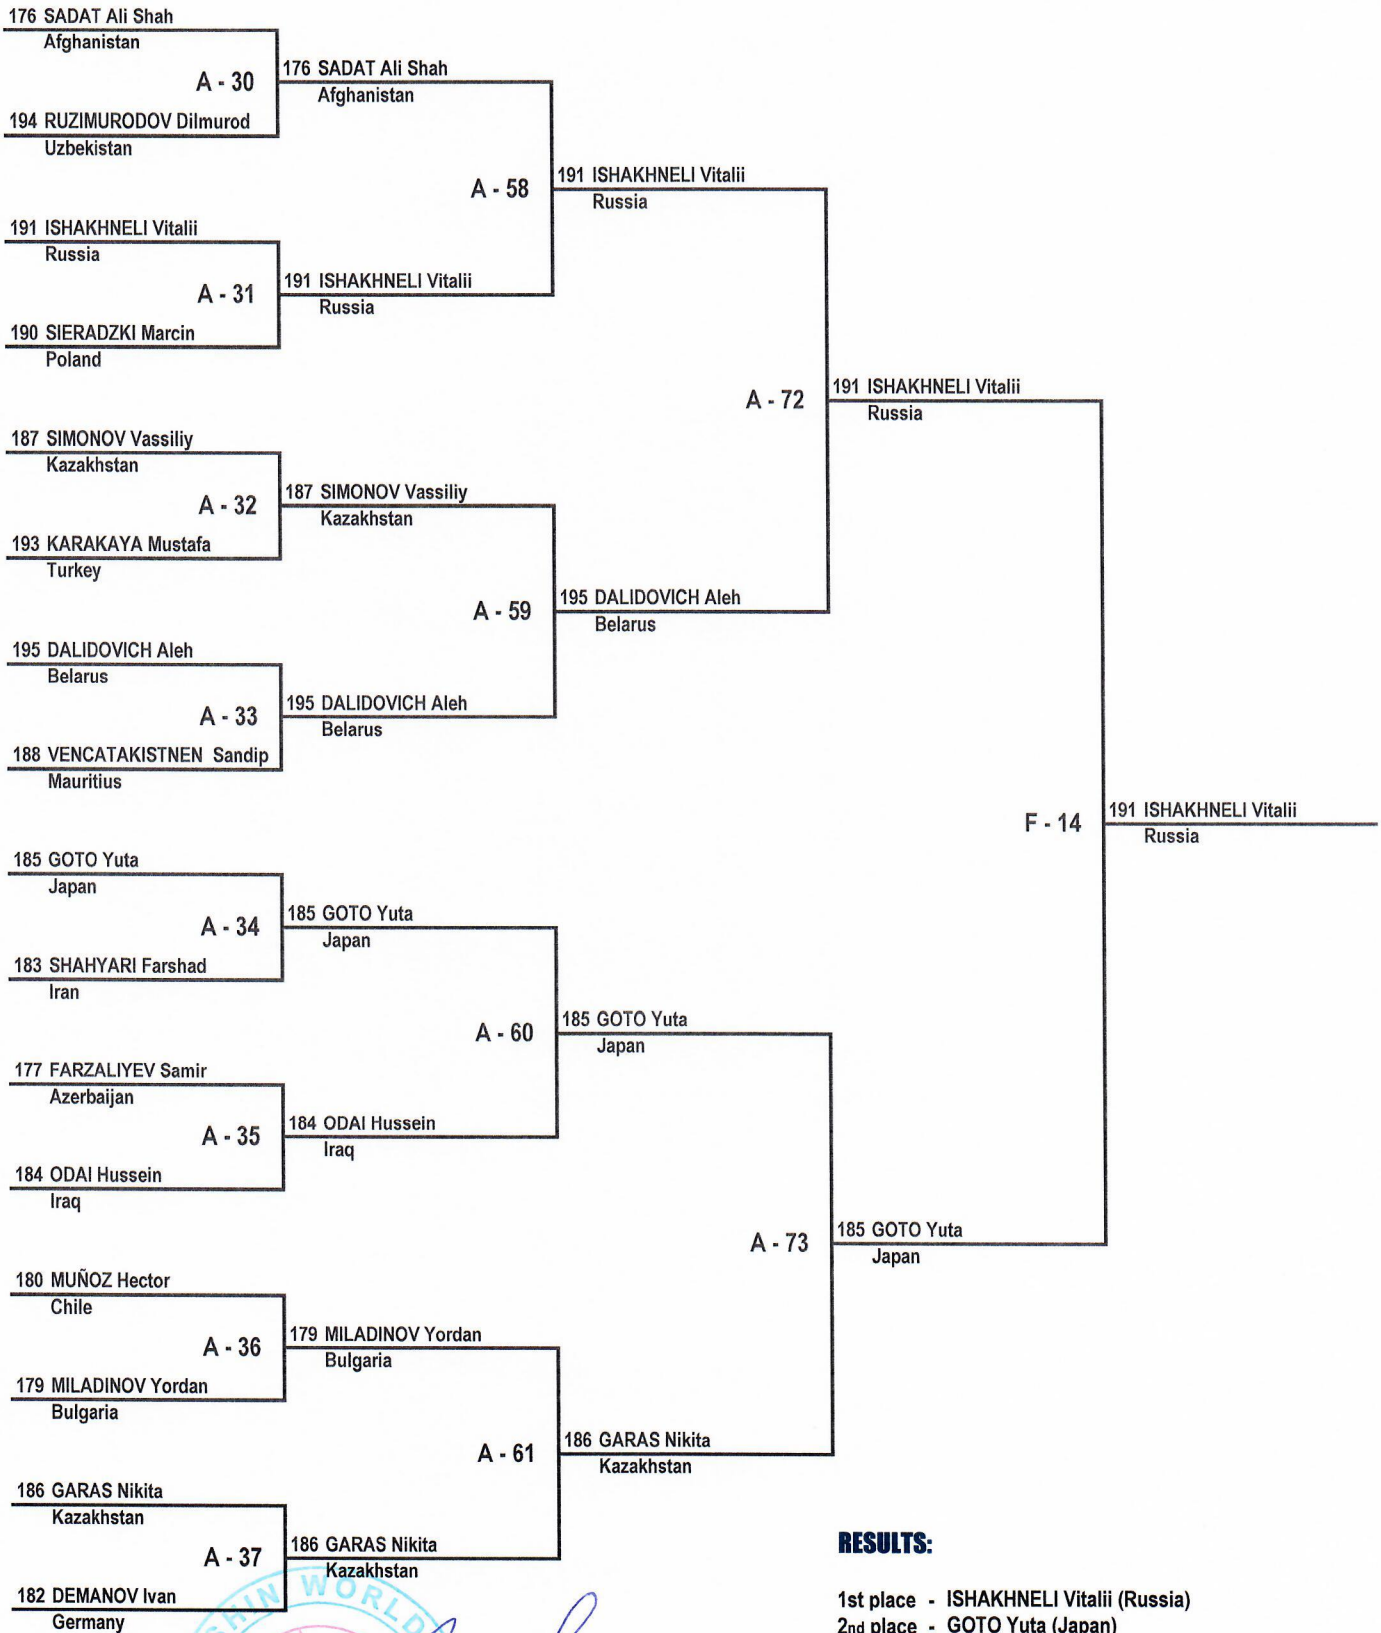 176 SADAT Ali Shah
Afghanistan
A - 30
176 SADAT Ali Shah
Afghanistan
194 RUZIMURODOV Dilmurod
Uzbekistan
A - 58
191 ISHAKHNELI Vitalii
Russia
191 ISHAKHNELI Vitalii
Russia
A - 31
191 ISHAKHNELI Vitalii
Russia
190 SIERADZKI Marcin
Poland
A - 72
191 ISHAKHNELI Vitalii
Russia
187 SIMONOV Vassiliy
Kazakhstan
A - 32
187 SIMONOV Vassiliy
Kazakhstan
193 KARAKAYA Mustafa
Turkey
A - 59
195 DALIDOVICH Aleh
Belarus
195 DALIDOVICH Aleh
Belarus
A - 33
195 DALIDOVICH Aleh
Belarus
188 VENCATAKISTNEN Sandip
Mauritius
F - 14
191 ISHAKHNELI Vitalii
Russia
185 GOTO Yuta
Japan
A - 34
185 GOTO Yuta
Japan
183 SHAHYARI Farshad
Iran
A - 60
185 GOTO Yuta
Japan
177 FARZALIYEV Samir
Azerbaijan
A - 35
184 ODAI Hussein
Iraq
184 ODAI Hussein
Iraq
A - 73
185 GOTO Yuta
Japan
180 MUÑOZ Hector
Chile
A - 36
179 MILADINOV Yordan
Bulgaria
179 MILADINOV Yordan
Bulgaria
A - 61
186 GARAS Nikita
Kazakhstan
186 GARAS Nikita
Kazakhstan
A - 37
186 GARAS Nikita
Kazakhstan
182 DEMANOV Ivan
Germany
SHIN WORLD
RESULTS:
1st place - ISHAKHNELI Vitalii (Russia)
2nd place - GOTO Yuta (Japan)